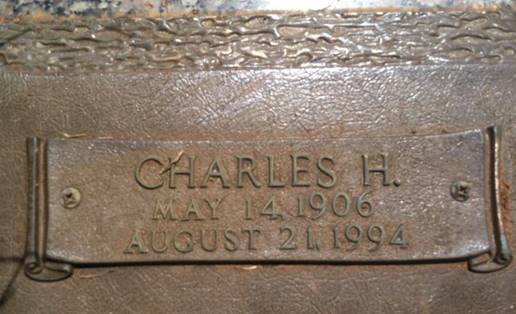 CHARLES H.
MAY 14, 1906
AUGUST 21, 1994